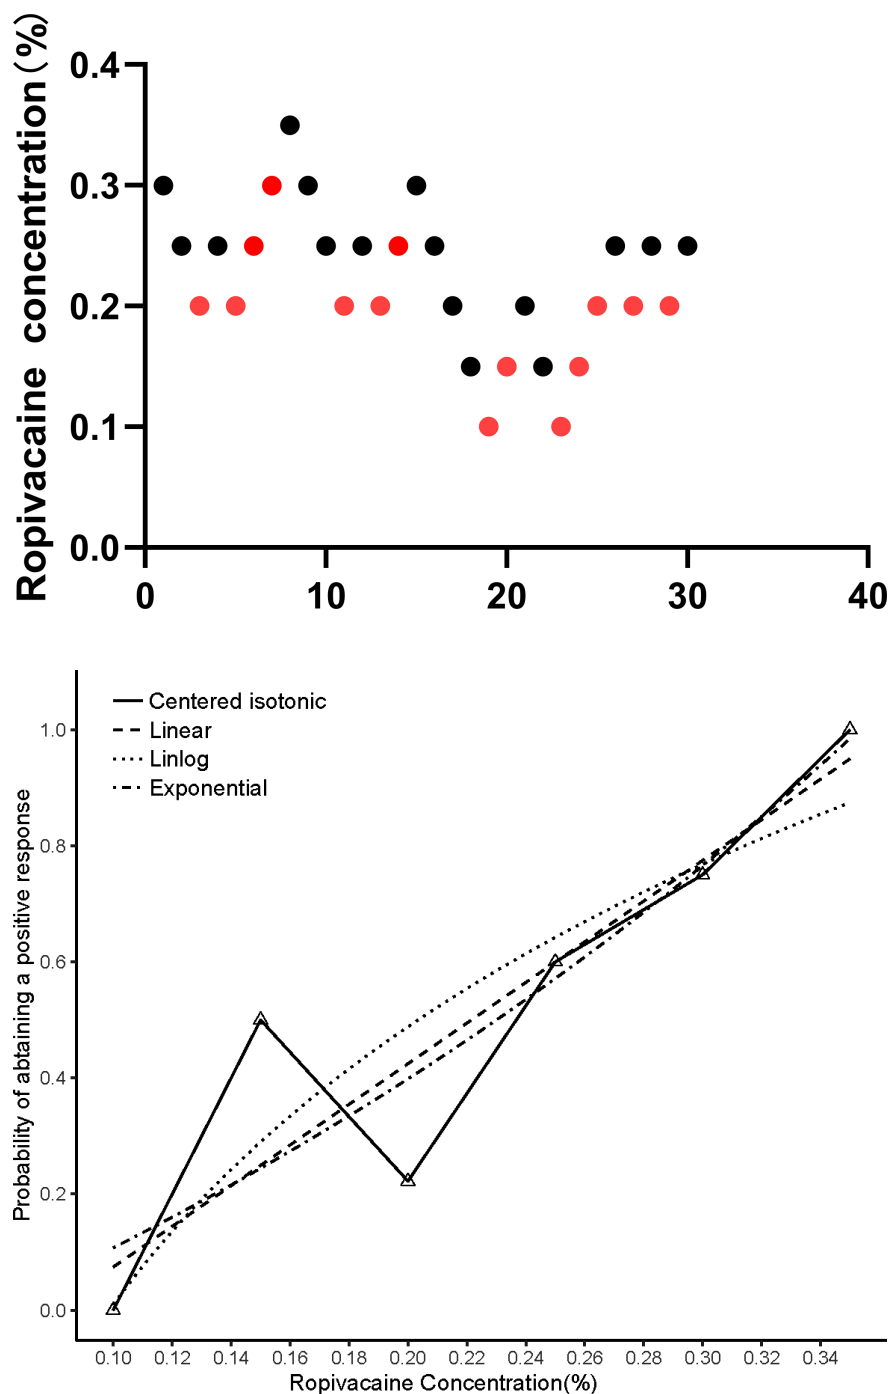 Ropivacaine concentration(%)
0.4
0.3
0.2
0.1
0.0
0 10 20 30 40
Centered isotonic
Linear
Linlog
Exponential
Probability of abtaining a positive response
1.0
0.8
0.6
0.4
0.2
0.0
0.10 0.12 0.14 0.16 0.18 0.20 0.22 0.24 0.26 0.28 0.30 0.32 0.34
Ropivacaine Concentration(%)